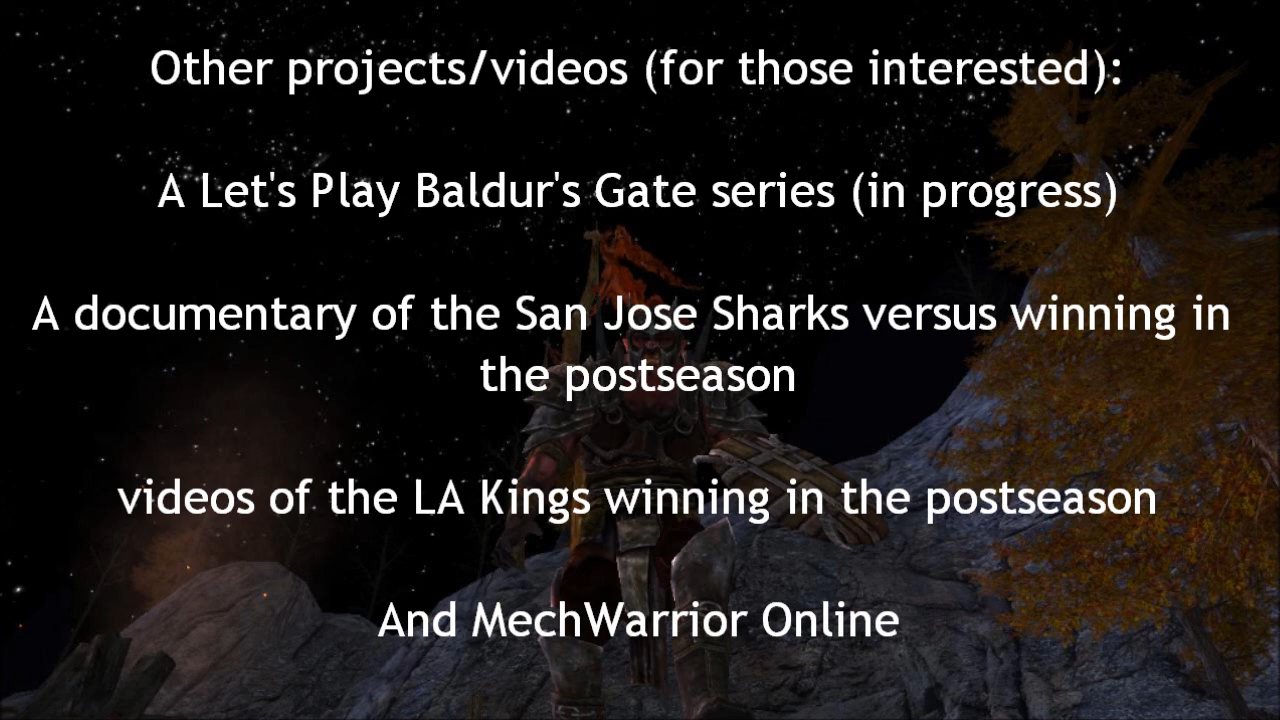 Other projects/videos (for those interested):
A Let's Play Baldur's Gate series (in progress)
A documentary of the San Jose Sharks versus winning in
the postseason
videos of the LA Kings winning in the postseason
And MechWarrior Online